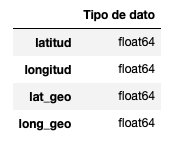 Tipo de dato
latitud float64
longitud float64
lat_geo float64
long_geo float64